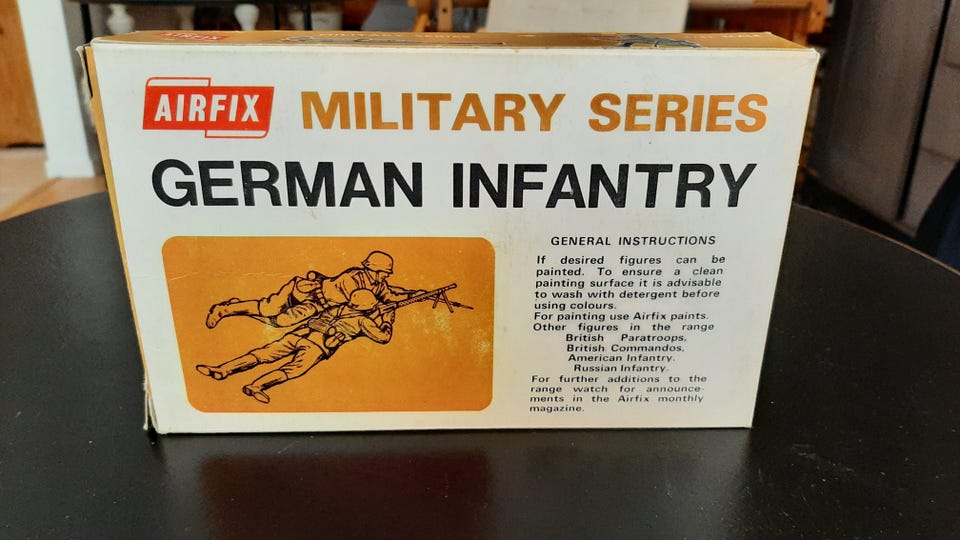 AIRFIX MILITARY SERIES
GERMAN INFANTRY
GENERAL INSTRUCTIONS
If desired figures can be
painted. To ensure a clean
painting surface it is advisable
to wash with detergent before
using colours.
For painting use Airfix paints.
Other figures in the range
British Paratroops,
British Commandos,
American Infantry.
Russian Infantry.
For further additions to the
range watch for announce-
ments in the Airfix monthly
magazine.